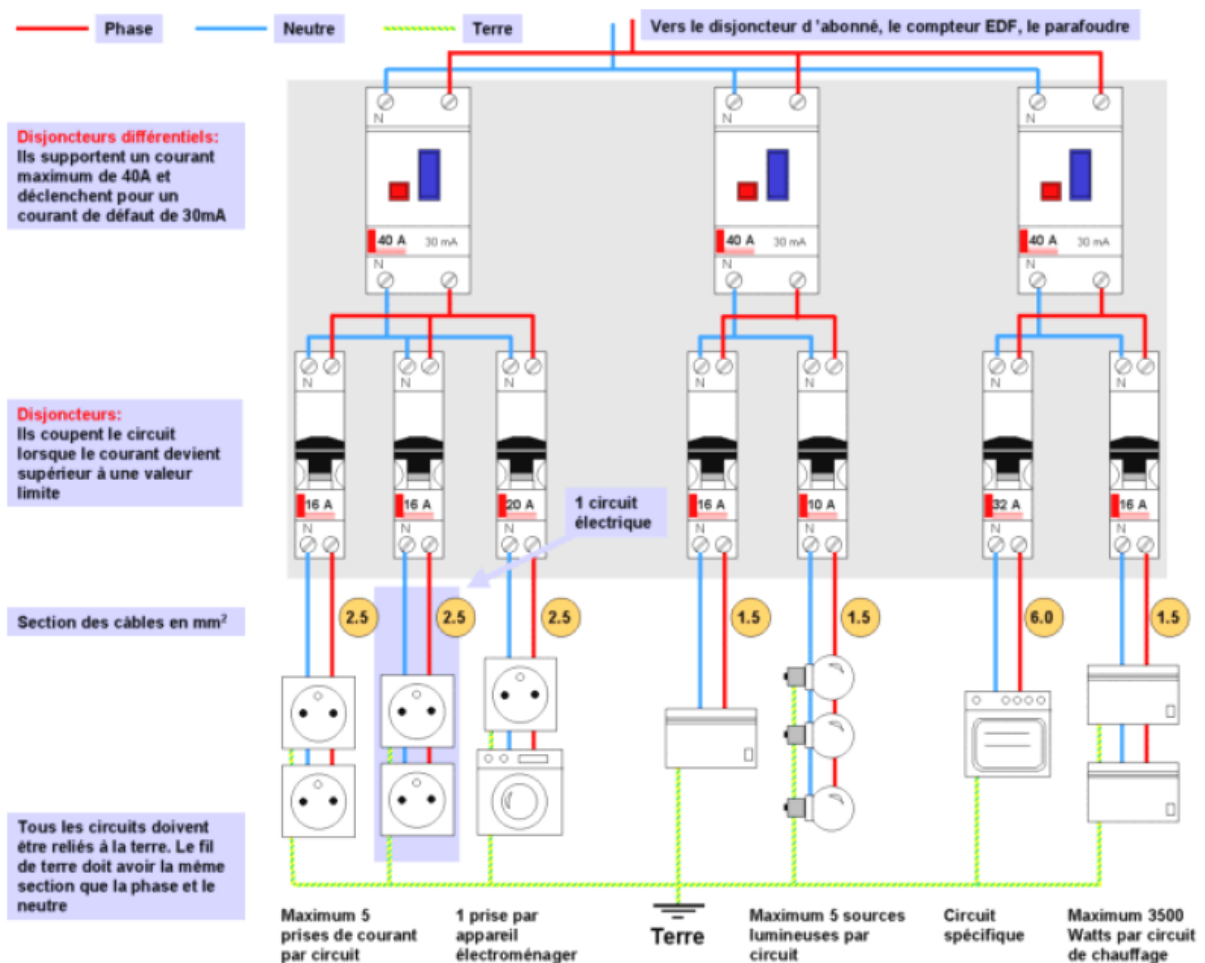 Phase
Neutre
Terre
Vers le disjoncteur d 'abonné, le compteur EDF, le parafoudre
N
N
N
Disjoncteurs différentiels:
Ils supportent un courant
maximum de 40A et
déclenchent pour un
courant de défaut de 30mA
40 A 30 mA
40 A 30 mA
40 A 30 mA
N
N
N
N
N
N
N
N
N
N
Disjoncteurs:
Ils coupent le circuit
lorsque le courant devient
supérieur à une valeur
limite
16 A
16 A
20 A
16 A
10 A
32 A
16 A
N
N
N
N
N
N
N
1 circuit
électrique
Section des câbles en mm²
2.5
2.5
2.5
1.5
1.5
6.0
1.5
Tous les circuits doivent
être reliés à la terre. Le fil
de terre doit avoir la même
section que la phase et le
neutre
Maximum 5
prises de courant
par circuit
1 prise par
appareil
électroménager
Terre
Maximum 5 sources
lumineuses par
circuit
Circuit
spécifique
Maximum 3500
Watts par circuit
de chauffage